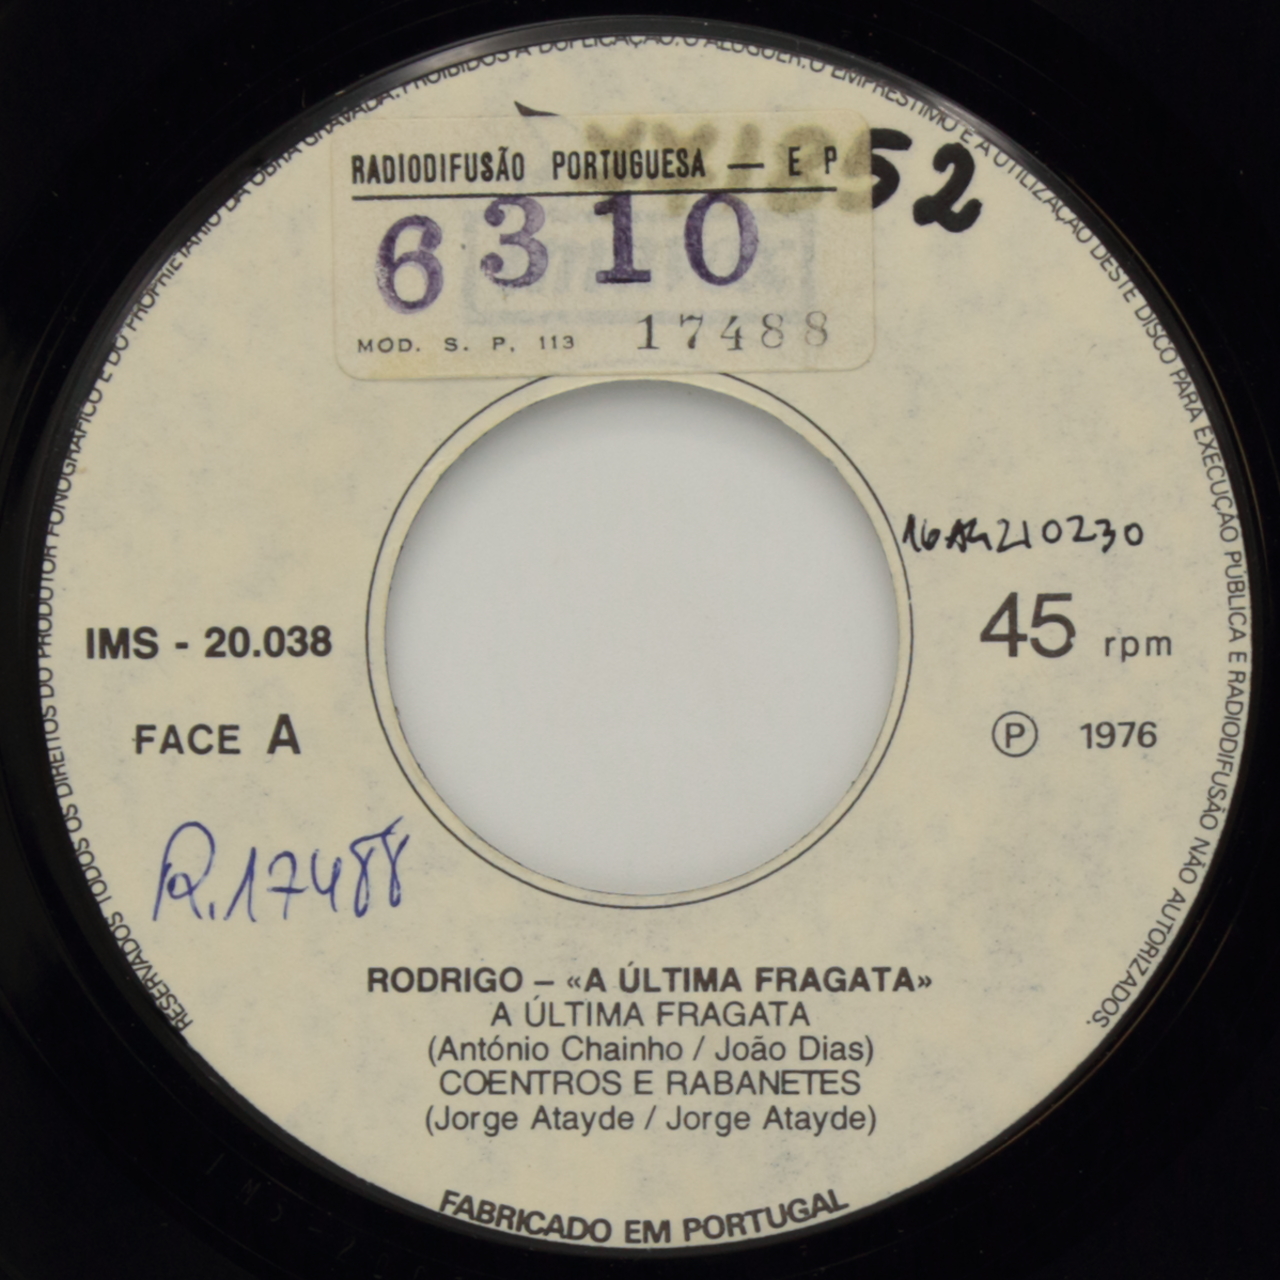 RESERVADOS TODOS OS DIREITOS DO PRODUTOR FONOGRÁFICO E DO PROPRIETÁRIO DA OBRA GRAVADA. PROIBIDOS A DUPLICAÇÃO, O ALUGUER, O EMPRÉSTIMO E A UTILIZAÇÃO DESTE DISCO PARA EXECUÇÃO PÚBLICA E RADIODIFUSÃO NÃO AUTORIZADOS.
RADIODIFUSÃO PORTUGUESA — E P
52
6310
MOD. S. P. 113 17488
45 rpm
IMS - 20.038
FACE A
Ⓟ 1976
R.17488
RODRIGO – «A ÚLTIMA FRAGATA»
A ÚLTIMA FRAGATA
(António Chainho / João Dias)
COENTROS E RABANETES
(Jorge Atayde / Jorge Atayde)
FABRICADO EM PORTUGAL